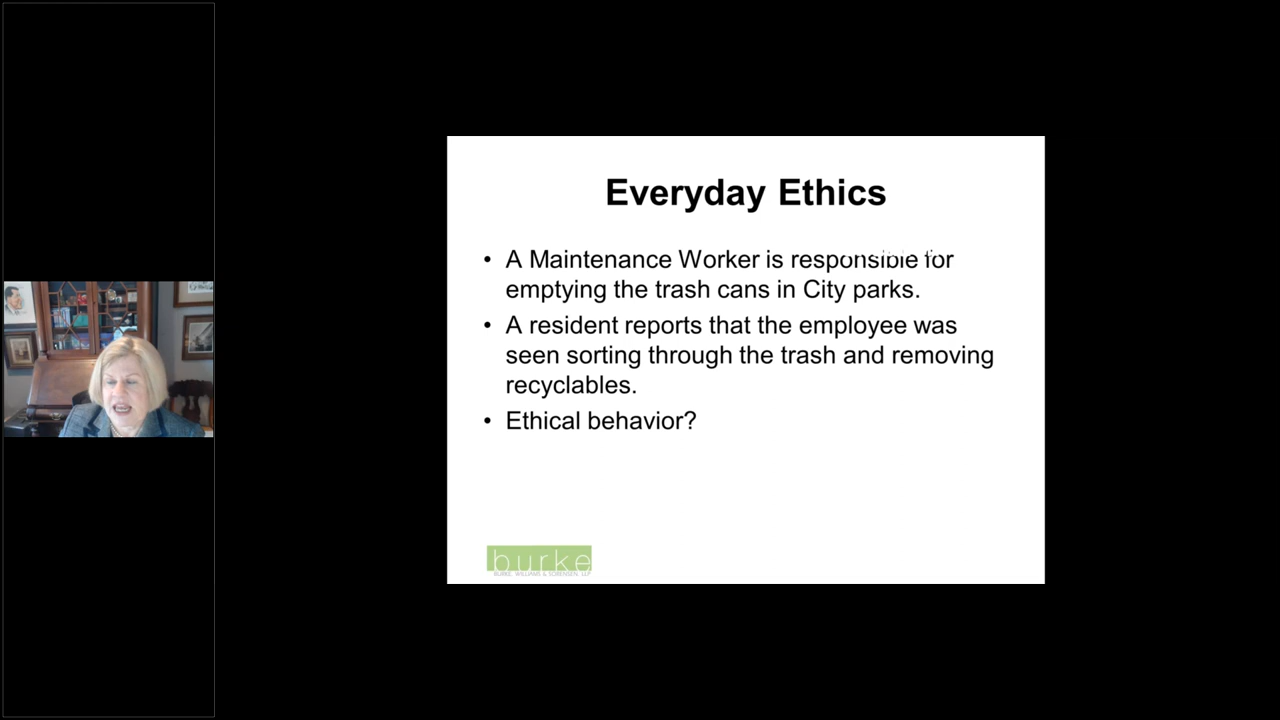 Everyday Ethics
• A Maintenance Worker is responsible for
emptying the trash cans in City parks.
• A resident reports that the employee was
seen sorting through the trash and removing
recyclables.
• Ethical behavior?
burke
BURKE, WILLIAMS & SORENSEN, LLP